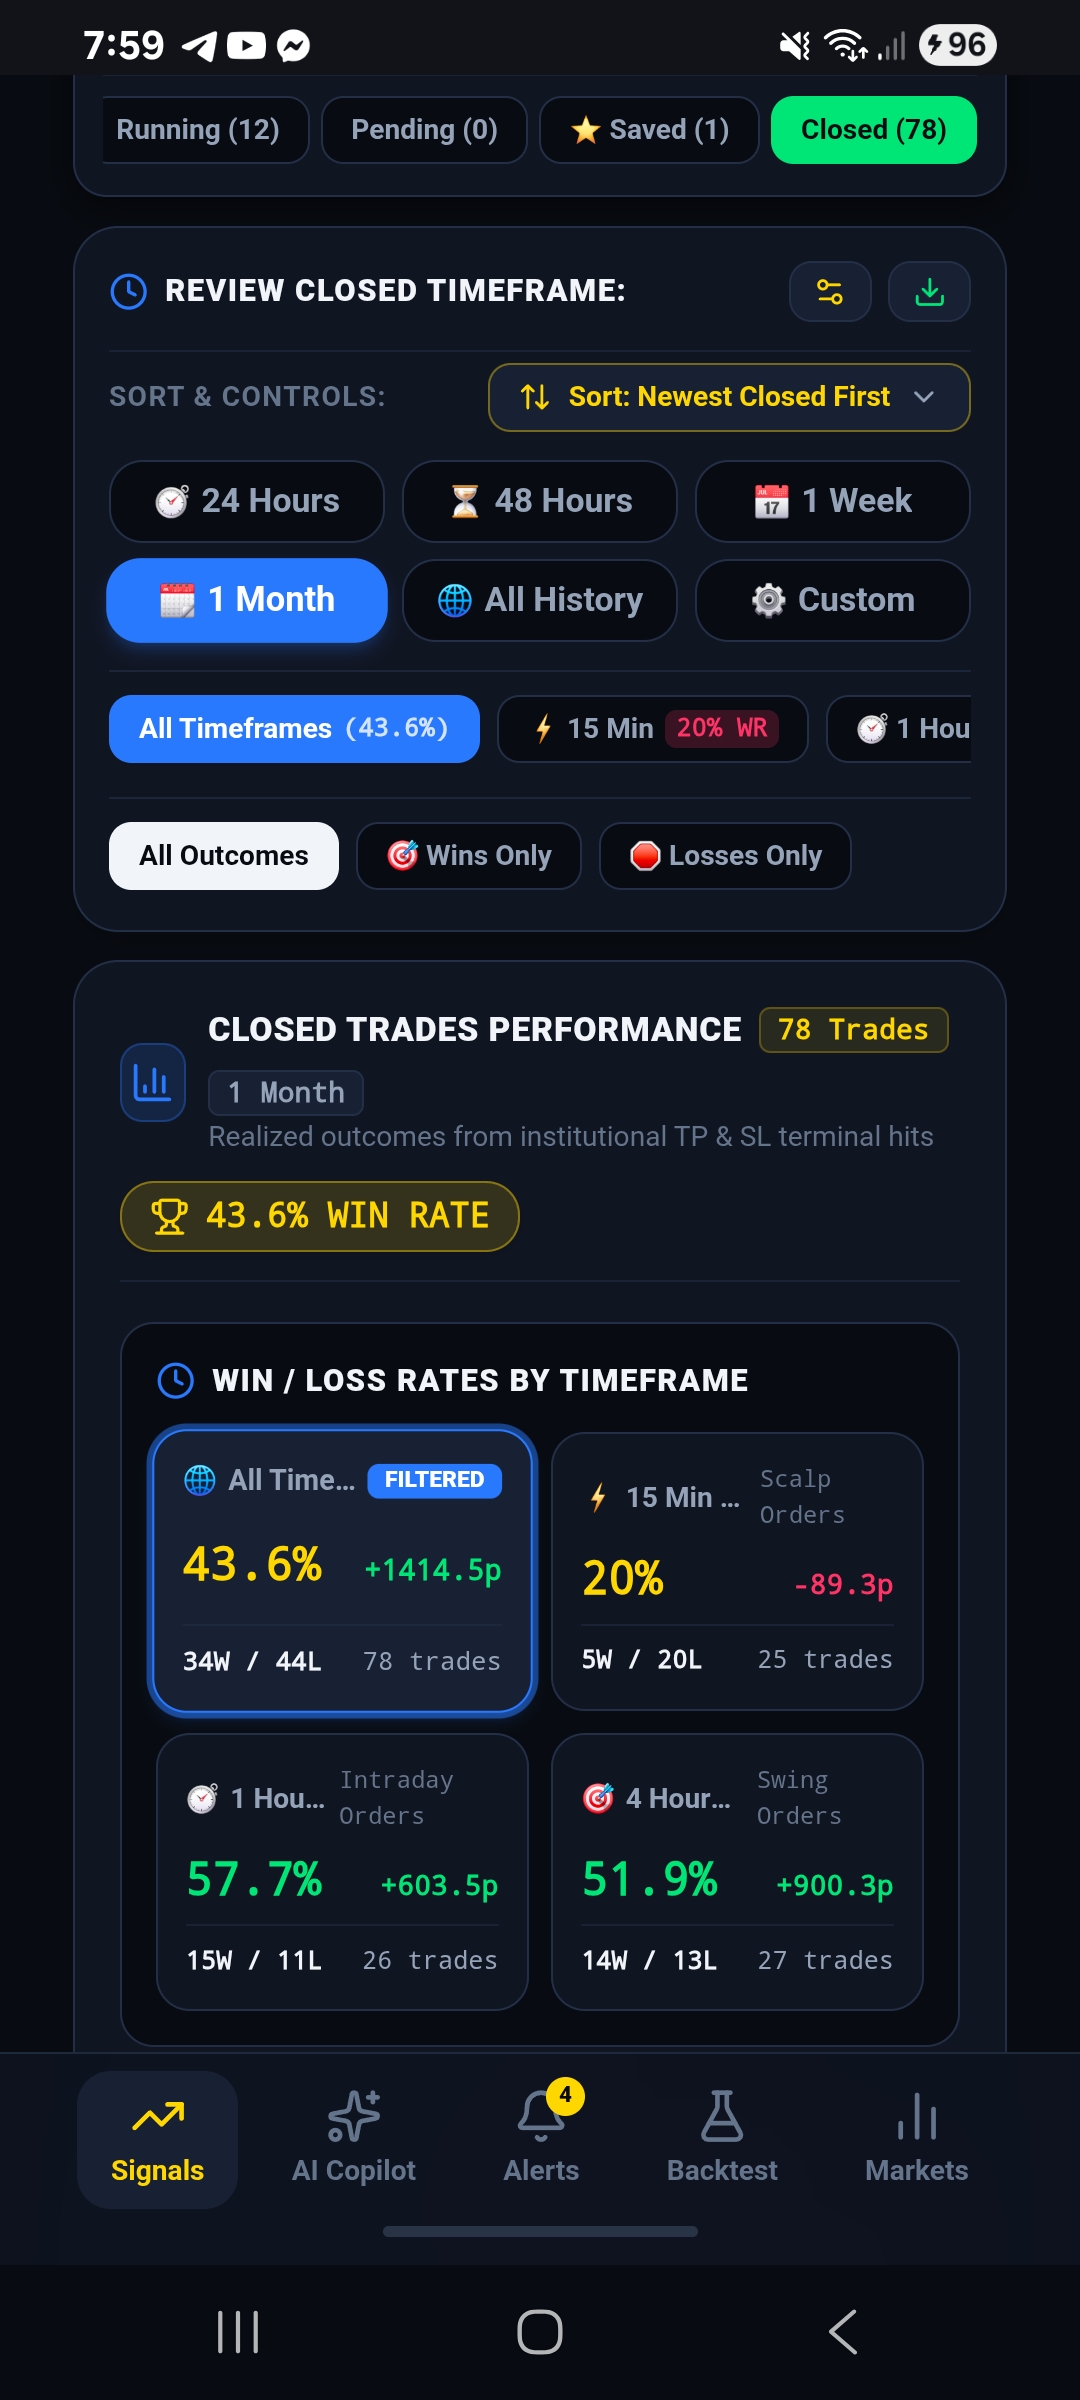 7:59
96
Running (12)
Pending (0)
⭐ Saved (1)
Closed (78)
REVIEW CLOSED TIMEFRAME:
SORT & CONTROLS:
Sort: Newest Closed First
24 Hours
48 Hours
1 Week
1 Month
All History
Custom
All Timeframes (43.6%)
15 Min 20% WR
1 Hou
All Outcomes
Wins Only
Losses Only
CLOSED TRADES PERFORMANCE
78 Trades
1 Month
Realized outcomes from institutional TP & SL terminal hits
43.6% WIN RATE
WIN / LOSS RATES BY TIMEFRAME
All Time... FILTERED
43.6% +1414.5p
34W / 44L 78 trades
15 Min ... Scalp Orders
20% -89.3p
5W / 20L 25 trades
1 Hou... Intraday Orders
57.7% +603.5p
15W / 11L 26 trades
4 Hour... Swing Orders
51.9% +900.3p
14W / 13L 27 trades
Signals
AI Copilot
4
Alerts
Backtest
Markets